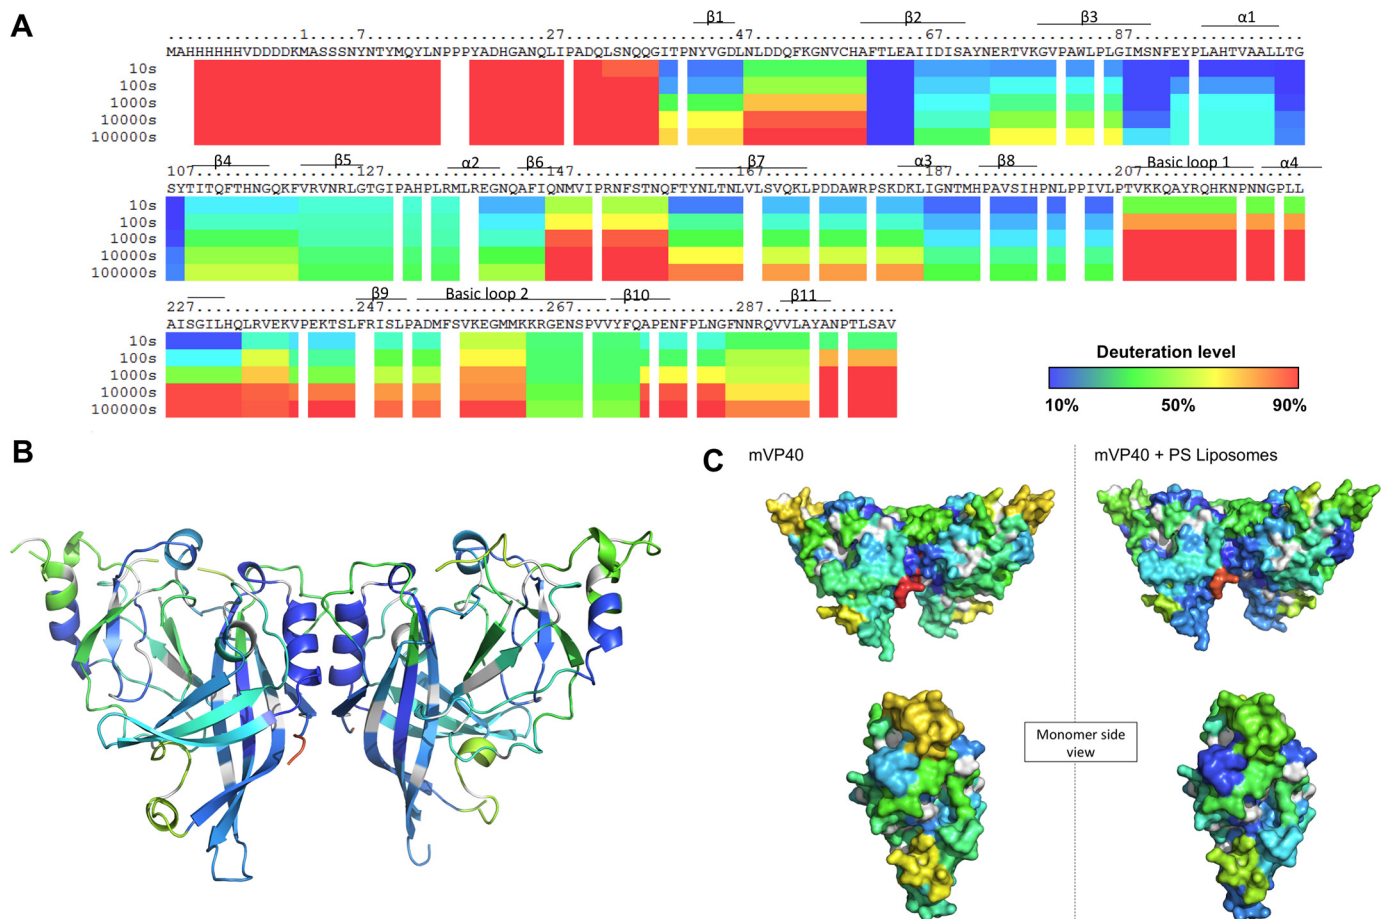 A
β1 β2 β3 α1
..............1.....7...................27..................47..................67..................87..................
MAHHHHHHVDDDDKMASSSNYNTYMQYLNPPPYADHGANQLIPADQLSNQQGITPNYVGDLNLDDQFKGNVCHAFTLEAIIDISAYNERTVKGVPAWLPLGIMSNFEYPLAHTVAALLTG
10s
100s
1000s
10000s
100000s
β4 β5 α2 β6 β7 α3 β8 Basic loop 1 α4
107.................127.................147.................167.................187.................207.................
SYTITQFTHNGQKFVRVNRLGTGIPAHPLRMLREGNQAFIQNMVIPRNFSTNQFTYNLTNLVLSVQKLPDDAWRPSKDKLIGNTMHPAVSIHPNLPPIVLPTVKKQAYRQHKNPNNGPLL
10s
100s
1000s
10000s
100000s
β9 Basic loop 2 β10 β11
227.................247.................267.................287..............
AISGILHQLRVEKVPEKTSLFRISLPADMFSVKEGMMKKRGENSPVVYFQAPENFPLNGFNNRQVVLAYANPTLSAV
10s
100s
1000s
10000s
100000s
Deuteration level
10% 50% 90%
B
C
mVP40
mVP40 + PS Liposomes
Monomer side
view